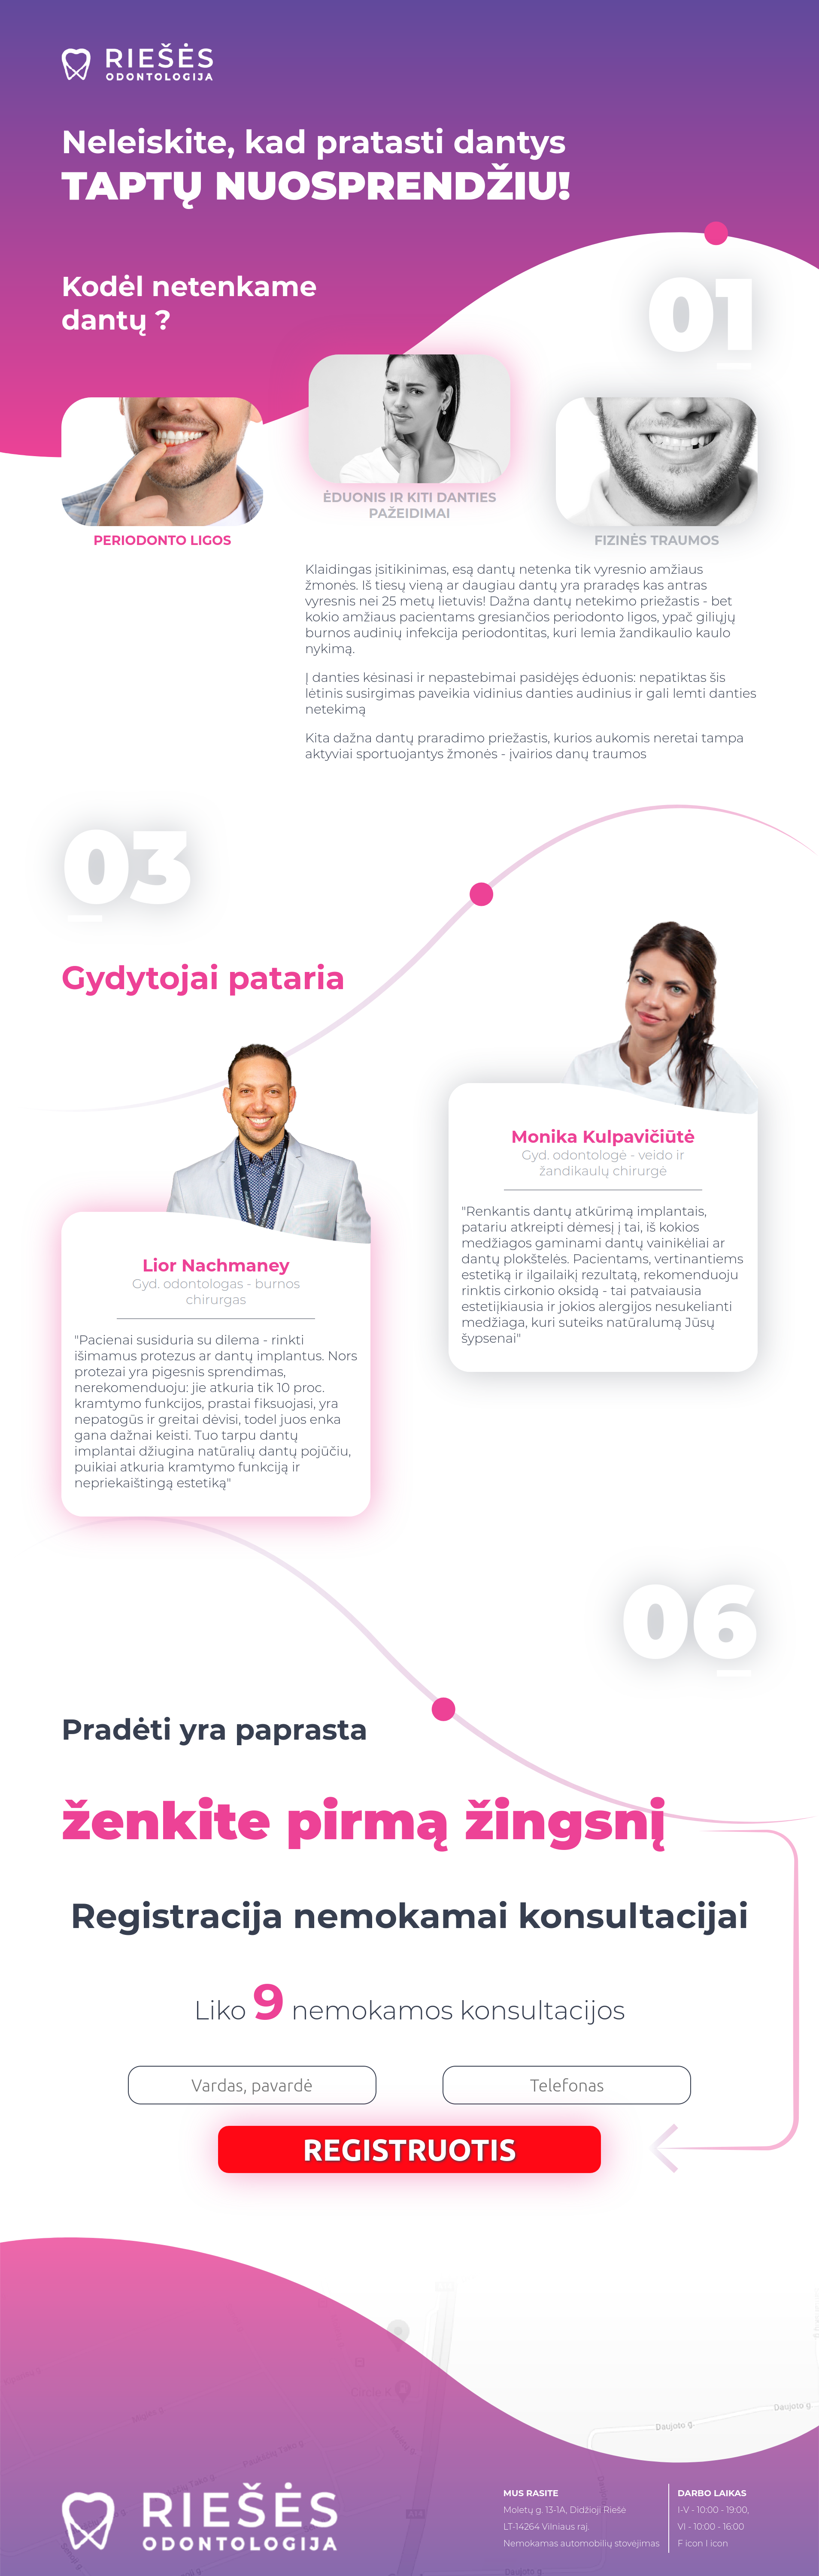 RIEŠĖS
ODONTOLOGIJA
Neleiskite, kad pratasti dantys
TAPTŲ NUOSPRENDŽIU!
Kodėl netenkame
dantų ?
01
PERIODONTO LIGOS
ĖDUONIS IR KITI DANTIES
PAŽEIDIMAI
FIZINĖS TRAUMOS
Klaidingas įsitikinimas, esą dantų netenka tik vyresnio amžiaus
žmonės. Iš tiesų vieną ar daugiau dantų yra praradęs kas antras
vyresnis nei 25 metų lietuvis! Dažna dantų netekimo priežastis - bet
kokio amžiaus pacientams gresiančios periodonto ligos, ypač giliųjų
burnos audinių infekcija periodontitas, kuri lemia žandikaulio kaulo
nykimą.
Į danties kėsinasi ir nepastebimai pasidėjęs ėduonis: nepatiktas šis
lėtinis susirgimas paveikia vidinius danties audinius ir gali lemti danties
netekimą
Kita dažna dantų praradimo priežastis, kurios aukomis neretai tampa
aktyviai sportuojantys žmonės - įvairios danų traumos
03
Gydytojai pataria
Lior Nachmaney
Gyd. odontologas - burnos
chirurgas
"Pacienai susiduria su dilema - rinkti
išimamus protezus ar dantų implantus. Nors
protezai yra pigesnis sprendimas,
nerekomenduoju: jie atkuria tik 10 proc.
kramtymo funkcijos, prastai fiksuojasi, yra
nepatogūs ir greitai dėvisi, todel juos enka
gana dažnai keisti. Tuo tarpu dantų
implantai džiugina natūralių dantų pojūčiu,
puikiai atkuria kramtymo funkciją ir
nepriekaištingą estetiką"
Monika Kulpavičiūtė
Gyd. odontologė - veido ir
žandikaulų chirurgė
"Renkantis dantų atkūrimą implantais,
patariu atkreipti dėmesį į tai, iš kokios
medžiagos gaminami dantų vainikėliai ar
dantų plokštelės. Pacientams, vertinantiems
estetiką ir ilgailaikį rezultatą, rekomenduoju
rinktis cirkonio oksidą - tai patvaiausia
estetijkiausia ir jokios alergijos nesukelianti
medžiaga, kuri suteiks natūralumą Jūsų
šypsenai"
06
Pradėti yra paprasta
ženkite pirmą žingsnį
Registracija nemokamai konsultacijai
Liko 9 nemokamos konsultacijos
Vardas, pavardė
Telefonas
REGISTRUOTIS
Daujoto g.
Daujoto g
RIEŠĖS
ODONTOLOGIJA
MUS RASITE
Molėtų g. 13-1A, Didžioji Riešė
LT-14264 Vilniaus raj.
Nemokamas automobilių stovėjimas
DARBO LAIKAS
I-V - 10:00 - 19:00,
VI - 10:00 - 16:00
F icon I icon